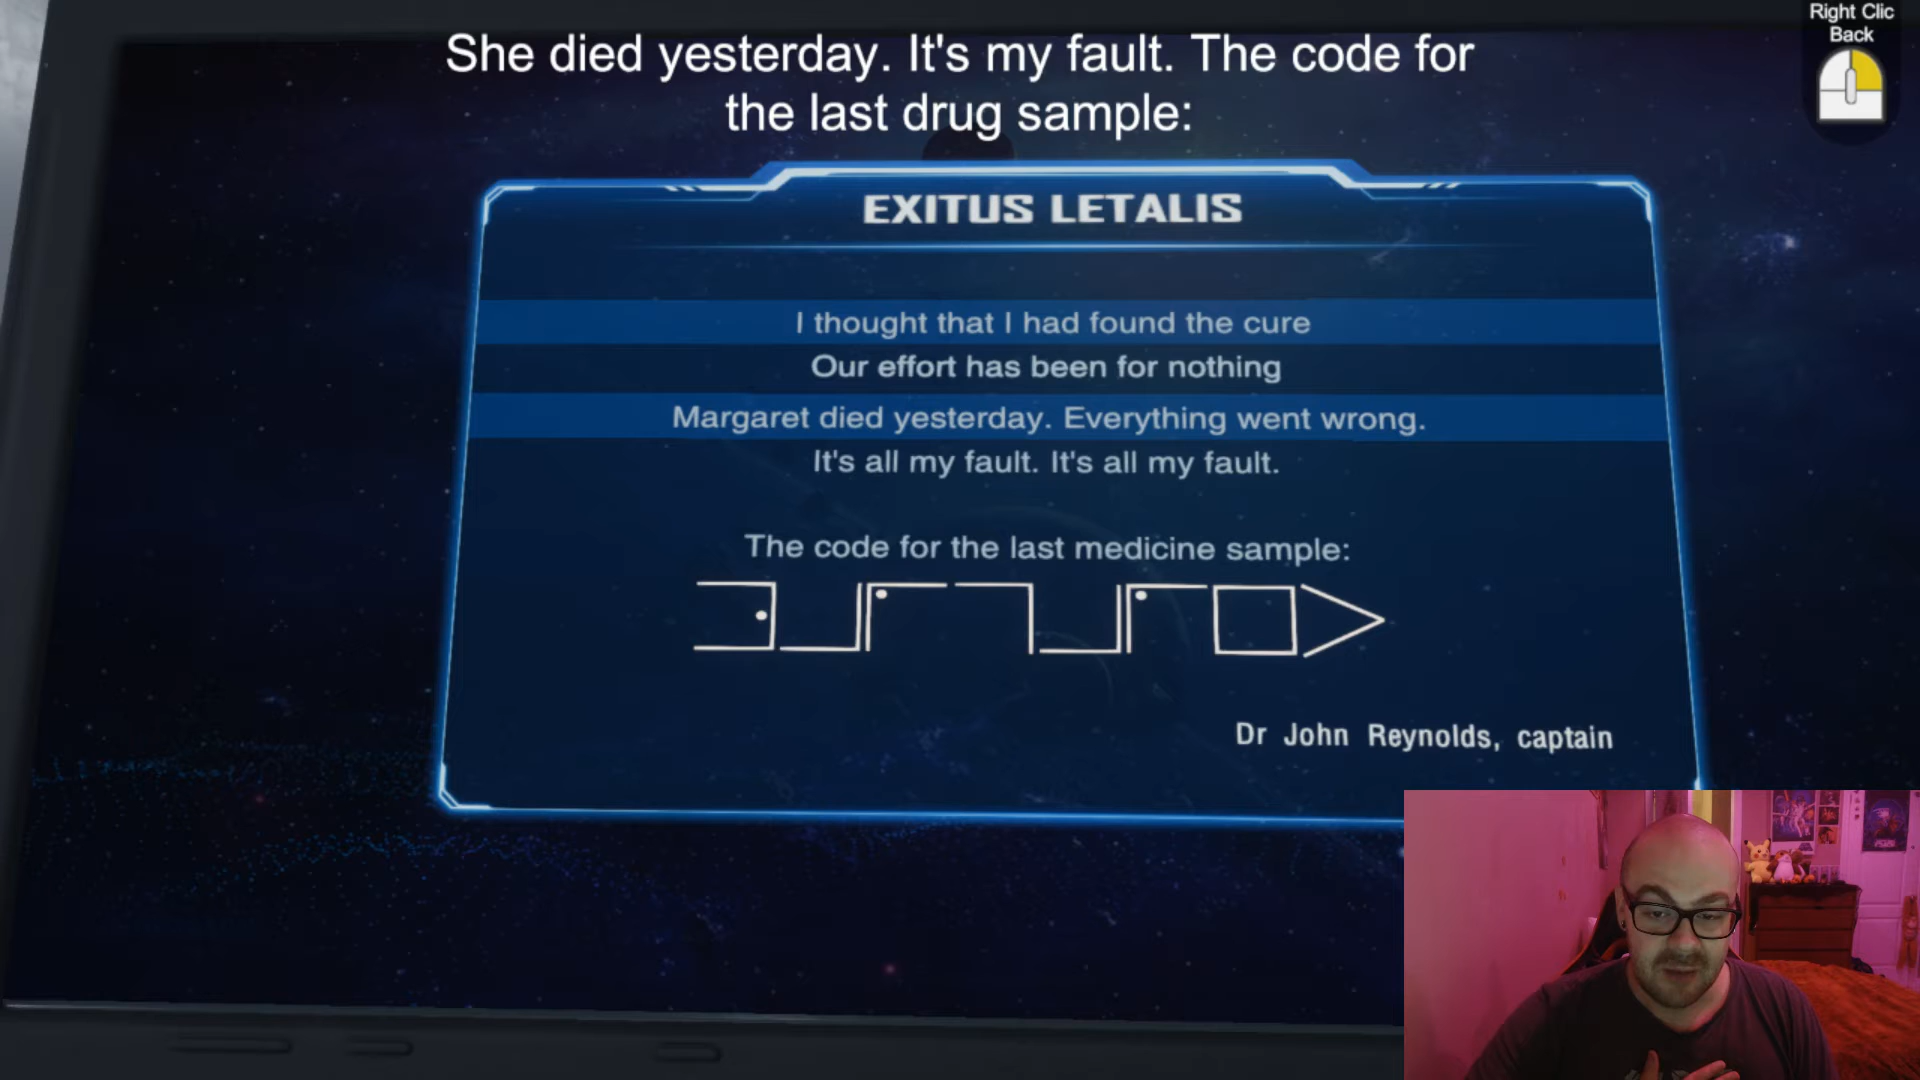 She died yesterday. It's my fault. The code for
the last drug sample:
Right Clic
Back
EXITUS LETALIS
I thought that I had found the cure
Our effort has been for nothing
Margaret died yesterday. Everything went wrong.
It's all my fault. It's all my fault.
The code for the last medicine sample:
Dr John Reynolds, captain